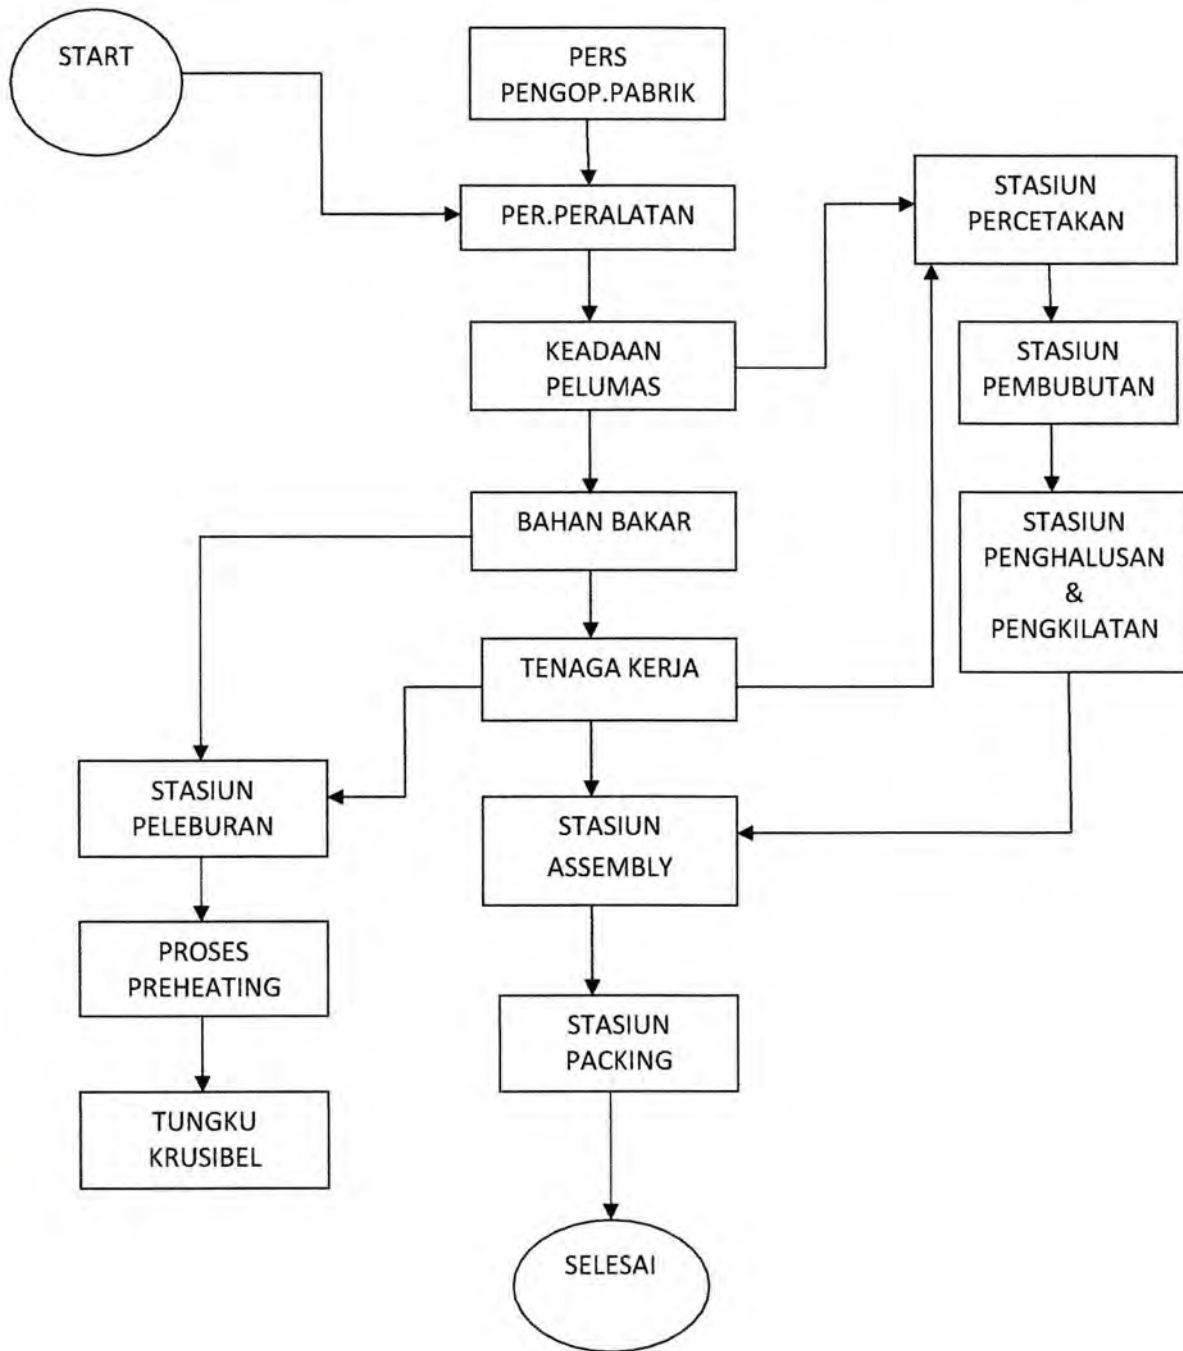 START
PERS
PENGOP.PABRIK
PER.PERALATAN
STASIUN
PERCETAKAN
KEADAAN
PELUMAS
STASIUN
PEMBUBUTAN
BAHAN BAKAR
STASIUN
PENGHALUSAN
&
PENGKILATAN
TENAGA KERJA
STASIUN
PELEBURAN
STASIUN
ASSEMBLY
PROSES
PREHEATING
STASIUN
PACKING
TUNGKU
KRUSIBEL
SELESAI